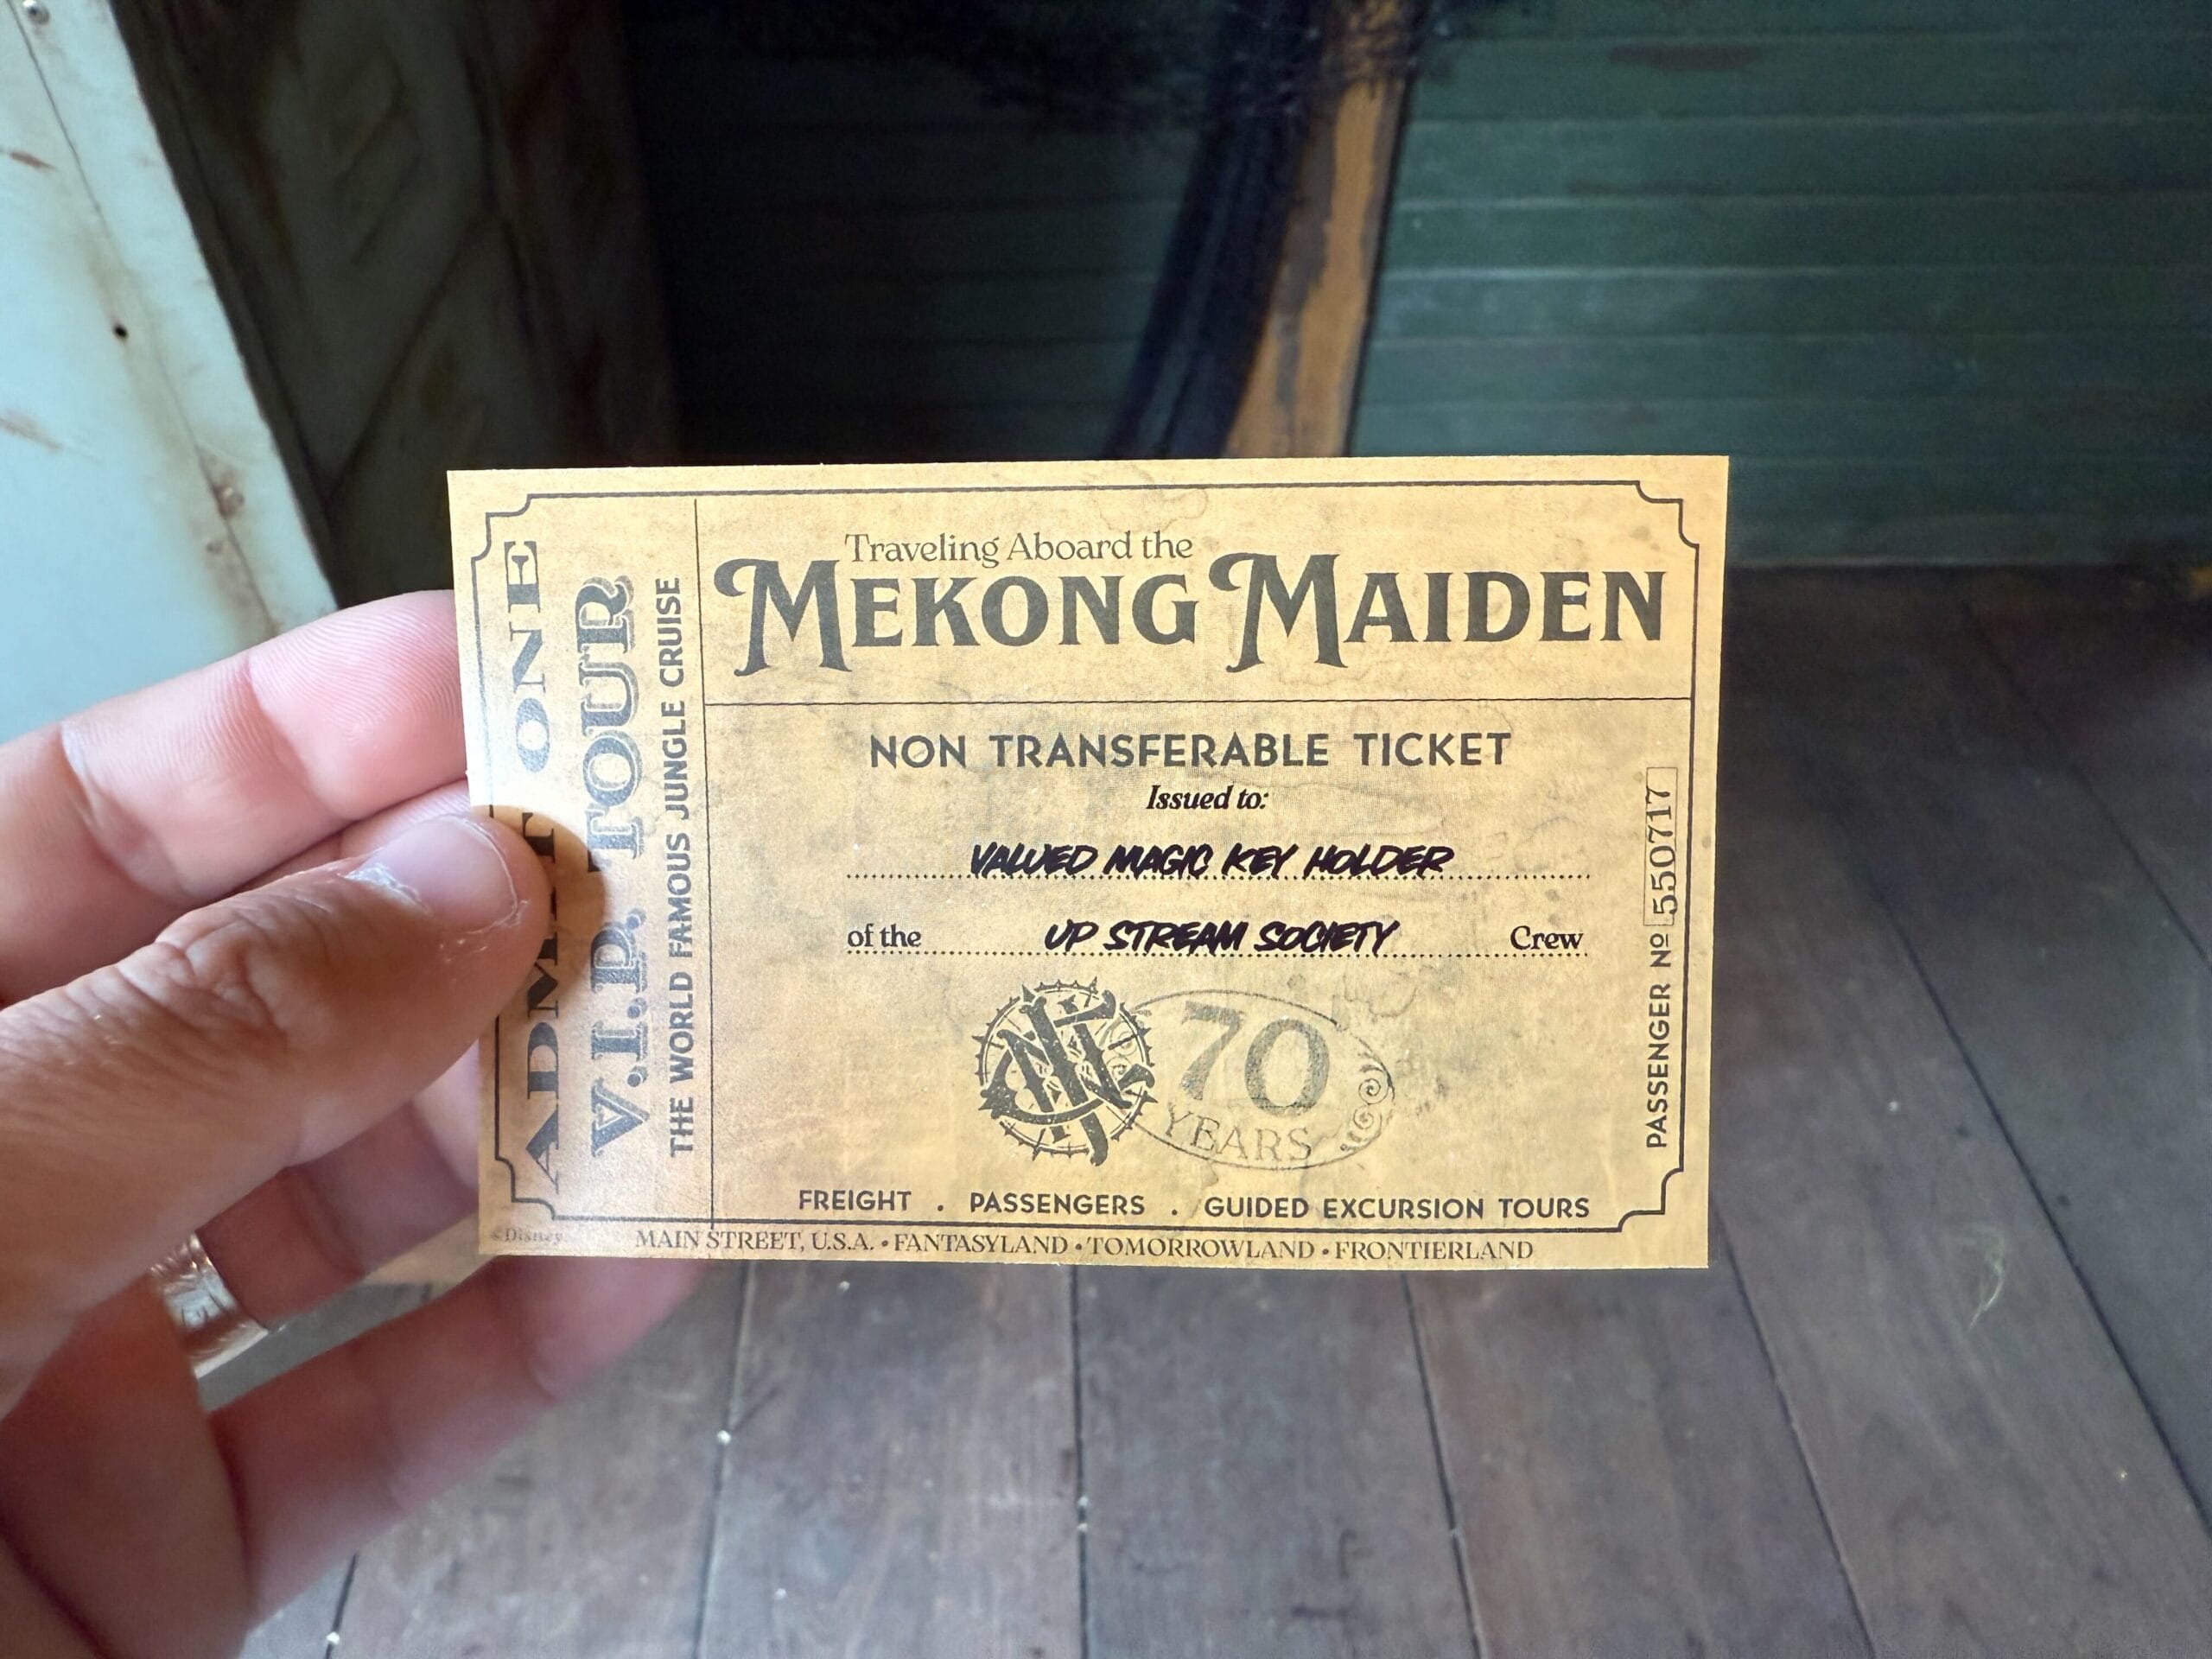 ADMIT ONE
V.I.P. TOUR
THE WORLD FAMOUS JUNGLE CRUISE
Traveling Aboard the
MEKONG MAIDEN
NON TRANSFERABLE TICKET
Issued to:
VALUED MAGIC KEY HOLDER
of the UP STREAM SOCIETY Crew
70
YEARS
FREIGHT . PASSENGERS . GUIDED EXCURSION TOURS
PASSENGER Nº 550717
©Disney
MAIN STREET, U.S.A. • FANTASYLAND • TOMORROWLAND • FRONTIERLAND